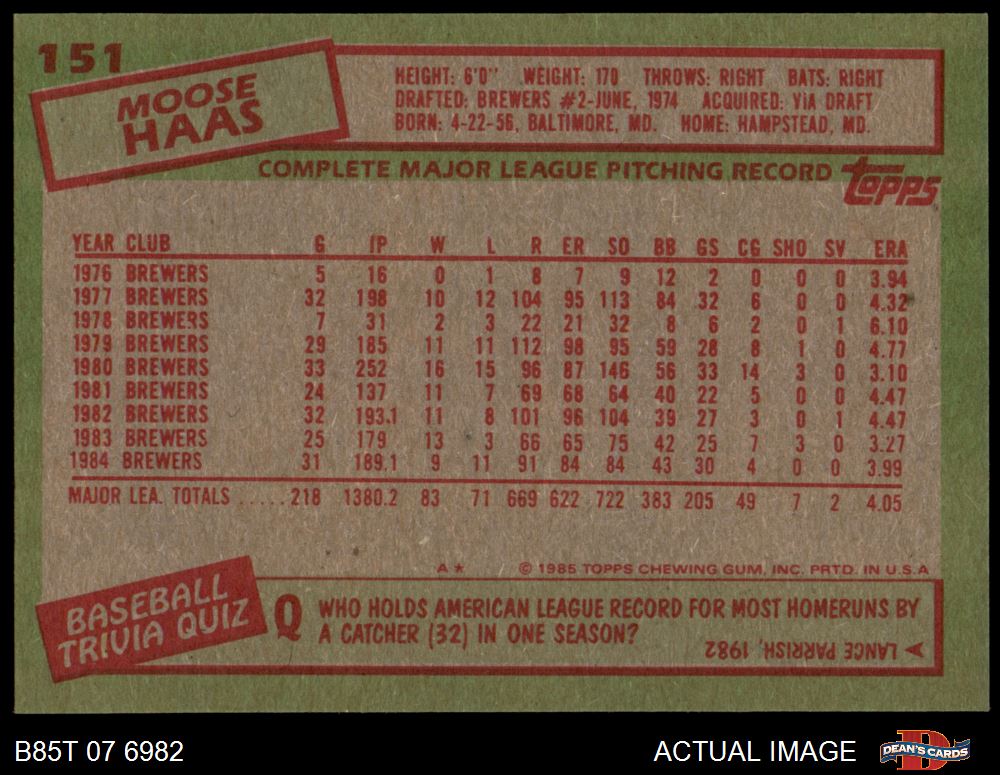 151
MOOSE
HAAS
HEIGHT: 6'0" WEIGHT: 170 THROWS: RIGHT BATS: RIGHT
DRAFTED: BREWERS #2-JUNE, 1974 ACQUIRED: VIA DRAFT
BORN: 4-22-56, BALTIMORE, MD. HOME: HAMPSTEAD, MD.
COMPLETE MAJOR LEAGUE PITCHING RECORD topps
YEAR CLUB G IP W L R ER SO BB GS CG SHO SV ERA
1976 BREWERS 5 16 0 1 8 7 9 12 2 0 0 0 3.94
1977 BREWERS 32 198 10 12 104 95 113 84 32 6 0 0 4.32
1978 BREWERS 7 31 2 3 22 21 32 8 6 2 0 1 6.10
1979 BREWERS 29 185 11 11 112 98 95 59 28 8 1 0 4.77
1980 BREWERS 33 252 16 15 96 87 146 56 33 14 3 0 3.10
1981 BREWERS 24 137 11 7 69 68 64 40 22 5 0 0 4.47
1982 BREWERS 32 193.1 11 8 101 96 104 39 27 3 0 1 4.47
1983 BREWERS 25 179 13 3 66 65 75 42 25 7 3 0 3.27
1984 BREWERS 31 189.1 9 11 91 84 84 43 30 4 0 0 3.99
MAJOR LEA. TOTALS ......218 1380.2 83 71 669 622 722 383 205 49 7 2 4.05
A* © 1985 TOPPS CHEWING GUM, INC. PRTD. IN U.S.A
BASEBALL
TRIVIA QUIZ
Q WHO HOLDS AMERICAN LEAGUE RECORD FOR MOST HOMERUNS BY
A CATCHER (32) IN ONE SEASON?
LANCE PARRISH, 1982
B85T 07 6982
ACTUAL IMAGE
DEAN'S CARDS